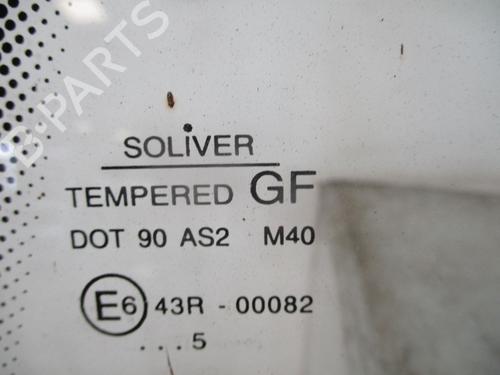 B-PARTS
SOLIVER
TEMPERED GF
DOT 90 AS2 M40
E6 43R - 00082
...5